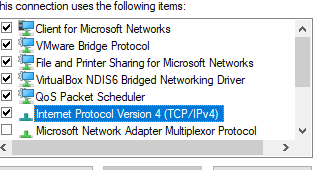 his connection uses the following items:
Client for Microsoft Networks
VMware Bridge Protocol
File and Printer Sharing for Microsoft Networks
VirtualBox NDIS6 Bridged Networking Driver
QoS Packet Scheduler
Internet Protocol Version 4 (TCP/IPv4)
Microsoft Network Adapter Multiplexor Protocol